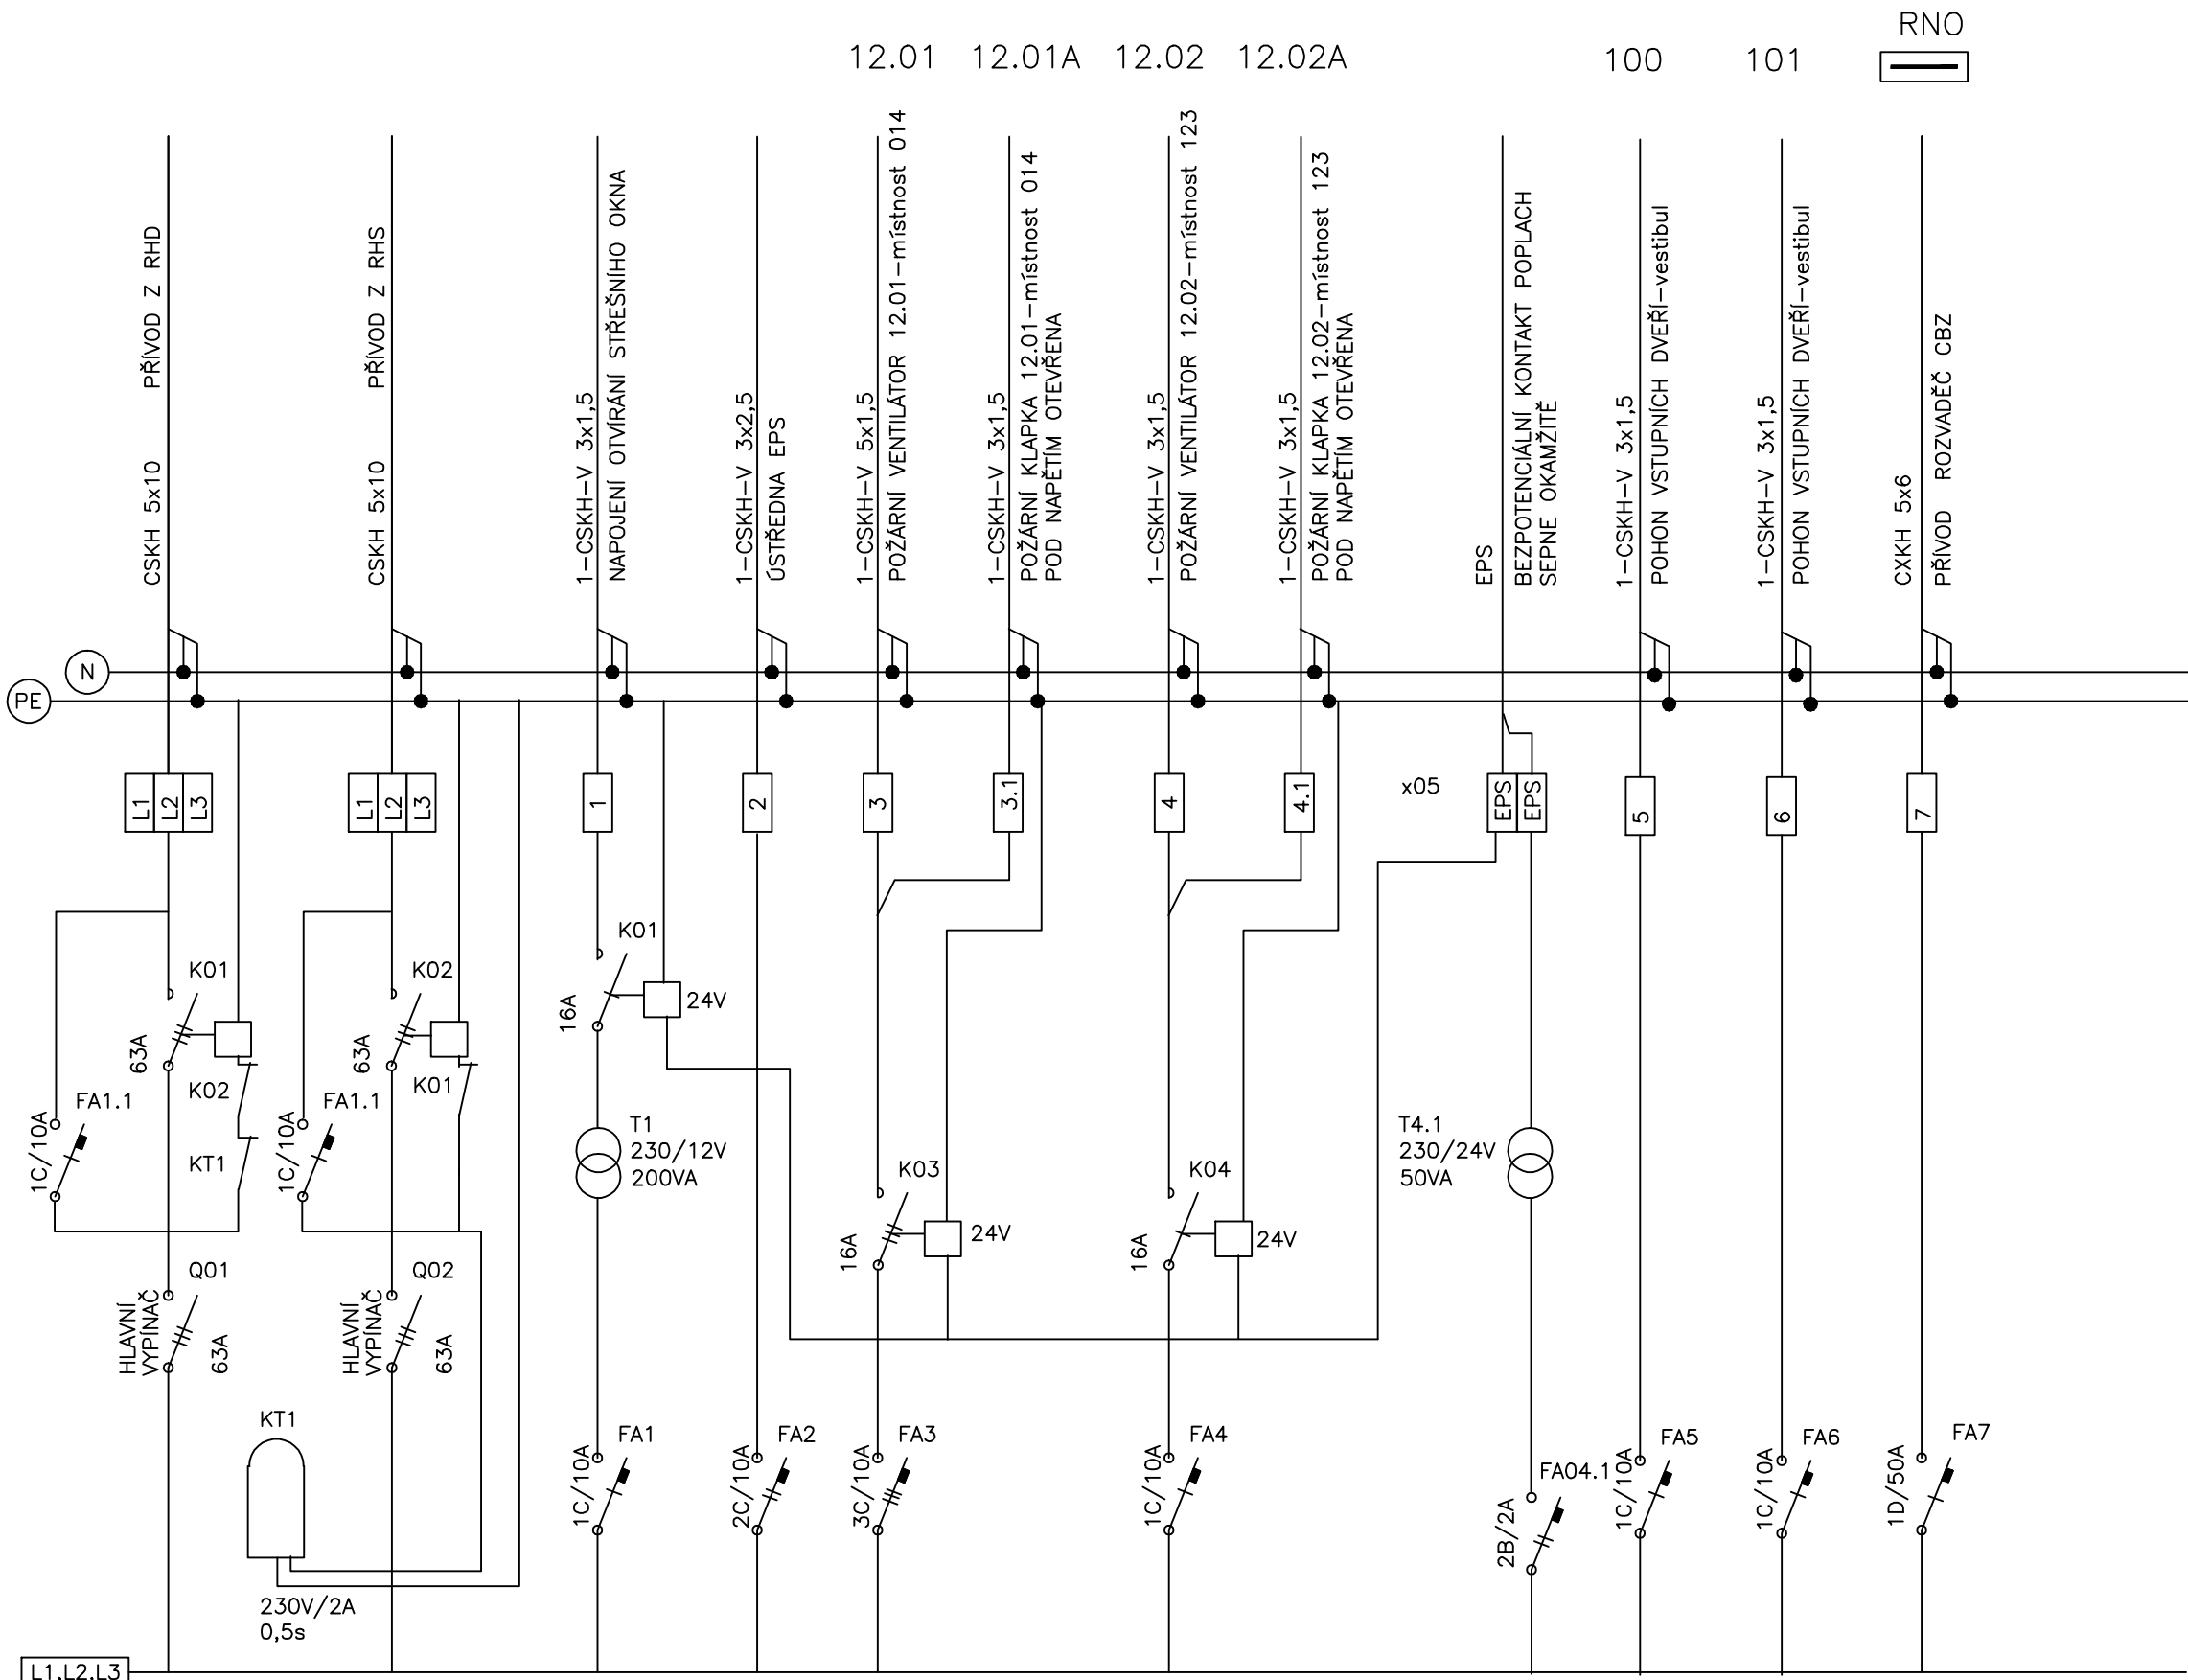 RNO
12.01 12.01A 12.02 12.02A 100 101
CSKH 5x10 PŘÍVOD Z RHD
CSKH 5x10 PŘÍVOD Z RHS
1-CSKH-V 3x1,5
NAPOJENÍ OTVÍRÁNÍ STŘEŠNÍHO OKNA
1-CSKH-V 3x2,5
ÚSTŘEDNA EPS
1-CSKH-V 5x1,5
POŽÁRNÍ VENTILÁTOR 12.01-místnost 014
1-CSKH-V 3x1,5
POŽÁRNÍ KLAPKA 12.01-místnost 014
POD NAPĚTÍM OTEVŘENA
1-CSKH-V 3x1,5
POŽÁRNÍ VENTILÁTOR 12.02-místnost 123
1-CSKH-V 3x1,5
POŽÁRNÍ KLAPKA 12.02-místnost 123
POD NAPĚTÍM OTEVŘENA
EPS
BEZPOTENCIÁLNÍ KONTAKT POPLACH
SEPNE OKAMŽITĚ
1-CSKH-V 3x1,5
POHON VSTUPNÍCH DVEŘÍ-vestibul
1-CSKH-V 3x1,5
POHON VSTUPNÍCH DVEŘÍ-vestibul
CXKH 5x6
PŘÍVOD ROZVADĚČ CBZ
N
PE
L1 L2 L3
L1 L2 L3
1
2
3
3.1
4
4.1
x05
EPS EPS
5
6
7
K01
63A
K02
KT1
FA1.1
1C/10A
K02
63A
K01
FA1.1
1C/10A
K01
16A
24V
T1
230/12V
200VA
K03
16A
24V
K04
16A
24V
T4.1
230/24V
50VA
Q01
HLAVNÍ
VYPÍNAČ
63A
Q02
HLAVNÍ
VYPÍNAČ
63A
KT1
230V/2A
0,5s
FA1
1C/10A
FA2
2C/10A
FA3
3C/10A
FA4
1C/10A
FA04.1
2B/2A
FA5
1C/10A
FA6
1C/10A
FA7
1D/50A
L1,L2,L3